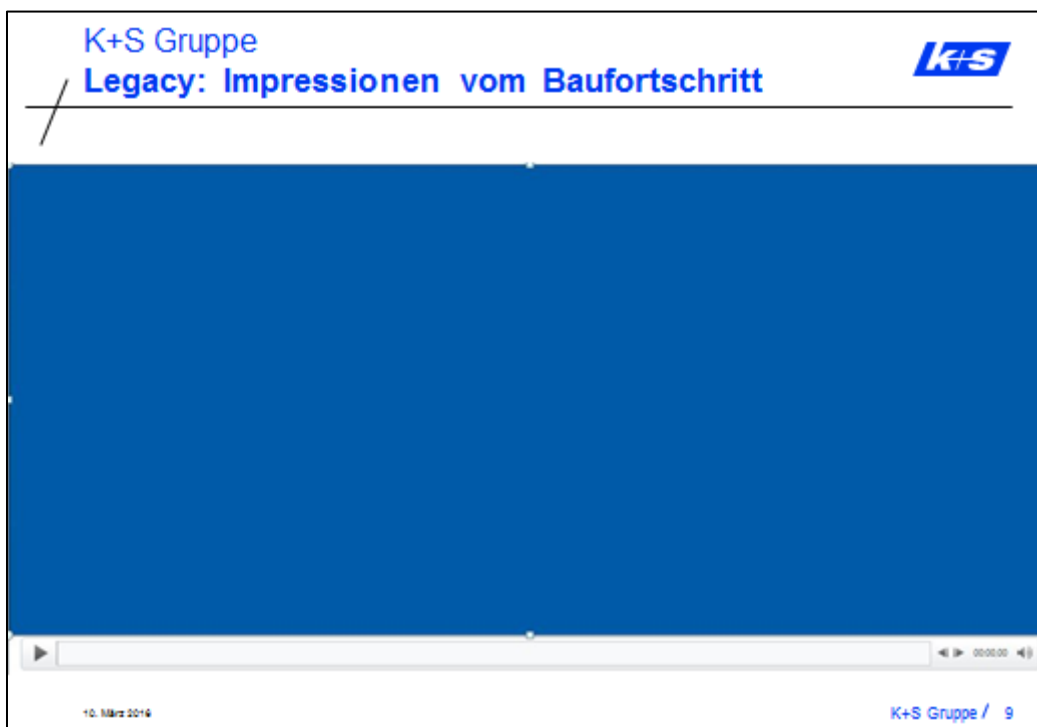 K+S Gruppe
Legacy: Impressionen vom Baufortschritt
k+s
00:00:00
10. März 2016
K+S Gruppe / 9